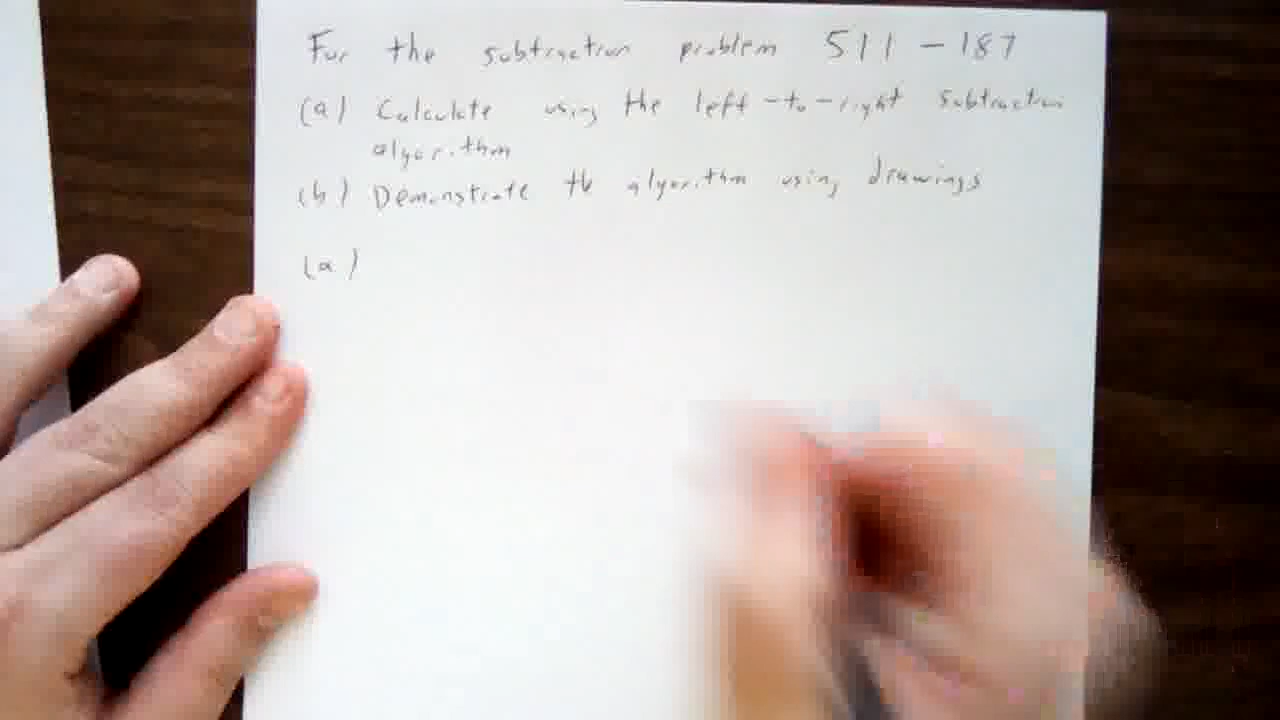 For the subtraction problem 511 - 187
(a) Calculate using the left-to-right subtraction
algorithm
(b) Demonstrate the algorithm using drawings
(a)